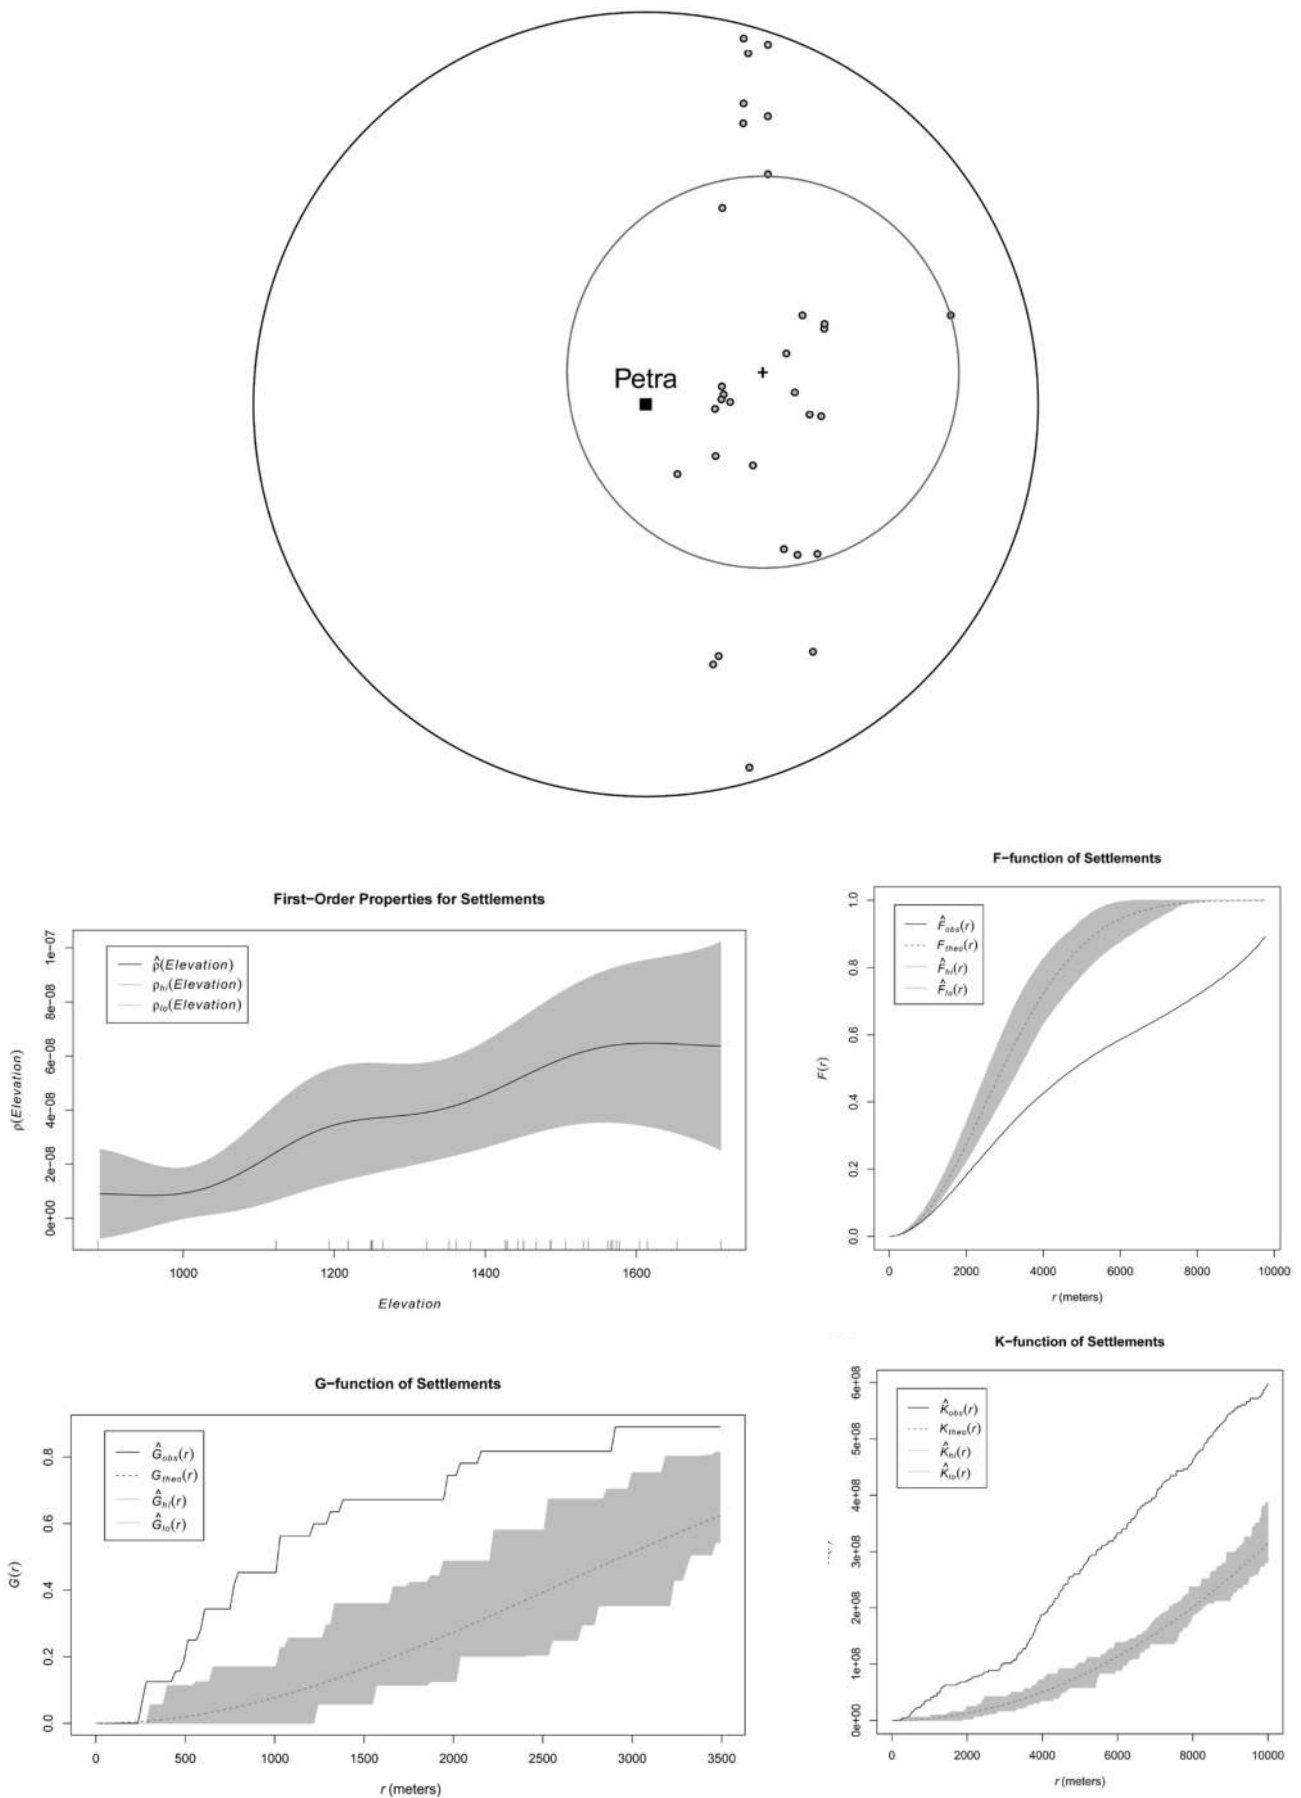 Petra
First-Order Properties for Settlements
ρ̂(Elevation)
ρhi(Elevation)
ρlo(Elevation)
ρ(Elevation)
0e+00
2e-08
4e-08
6e-08
8e-08
1e-07
1000
1200
1400
1600
Elevation
F-function of Settlements
F̂obs(r)
Ftheo(r)
F̂hi(r)
F̂lo(r)
F(r)
0.0
0.2
0.4
0.6
0.8
1.0
0
2000
4000
6000
8000
10000
r (meters)
G-function of Settlements
Ĝobs(r)
Gtheo(r)
Ĝhi(r)
Ĝlo(r)
G(r)
0.0
0.2
0.4
0.6
0.8
0
500
1000
1500
2000
2500
3000
3500
r (meters)
K-function of Settlements
K̂obs(r)
Ktheo(r)
K̂hi(r)
K̂lo(r)
0e+00
1e+08
2e+08
3e+08
4e+08
5e+08
6e+08
0
2000
4000
6000
8000
10000
r (meters)